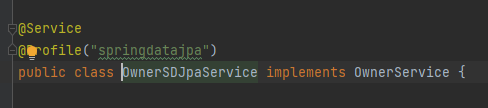 @Service
@Profile("springdatajpa")
public class OwnerSDJpaService implements OwnerService {